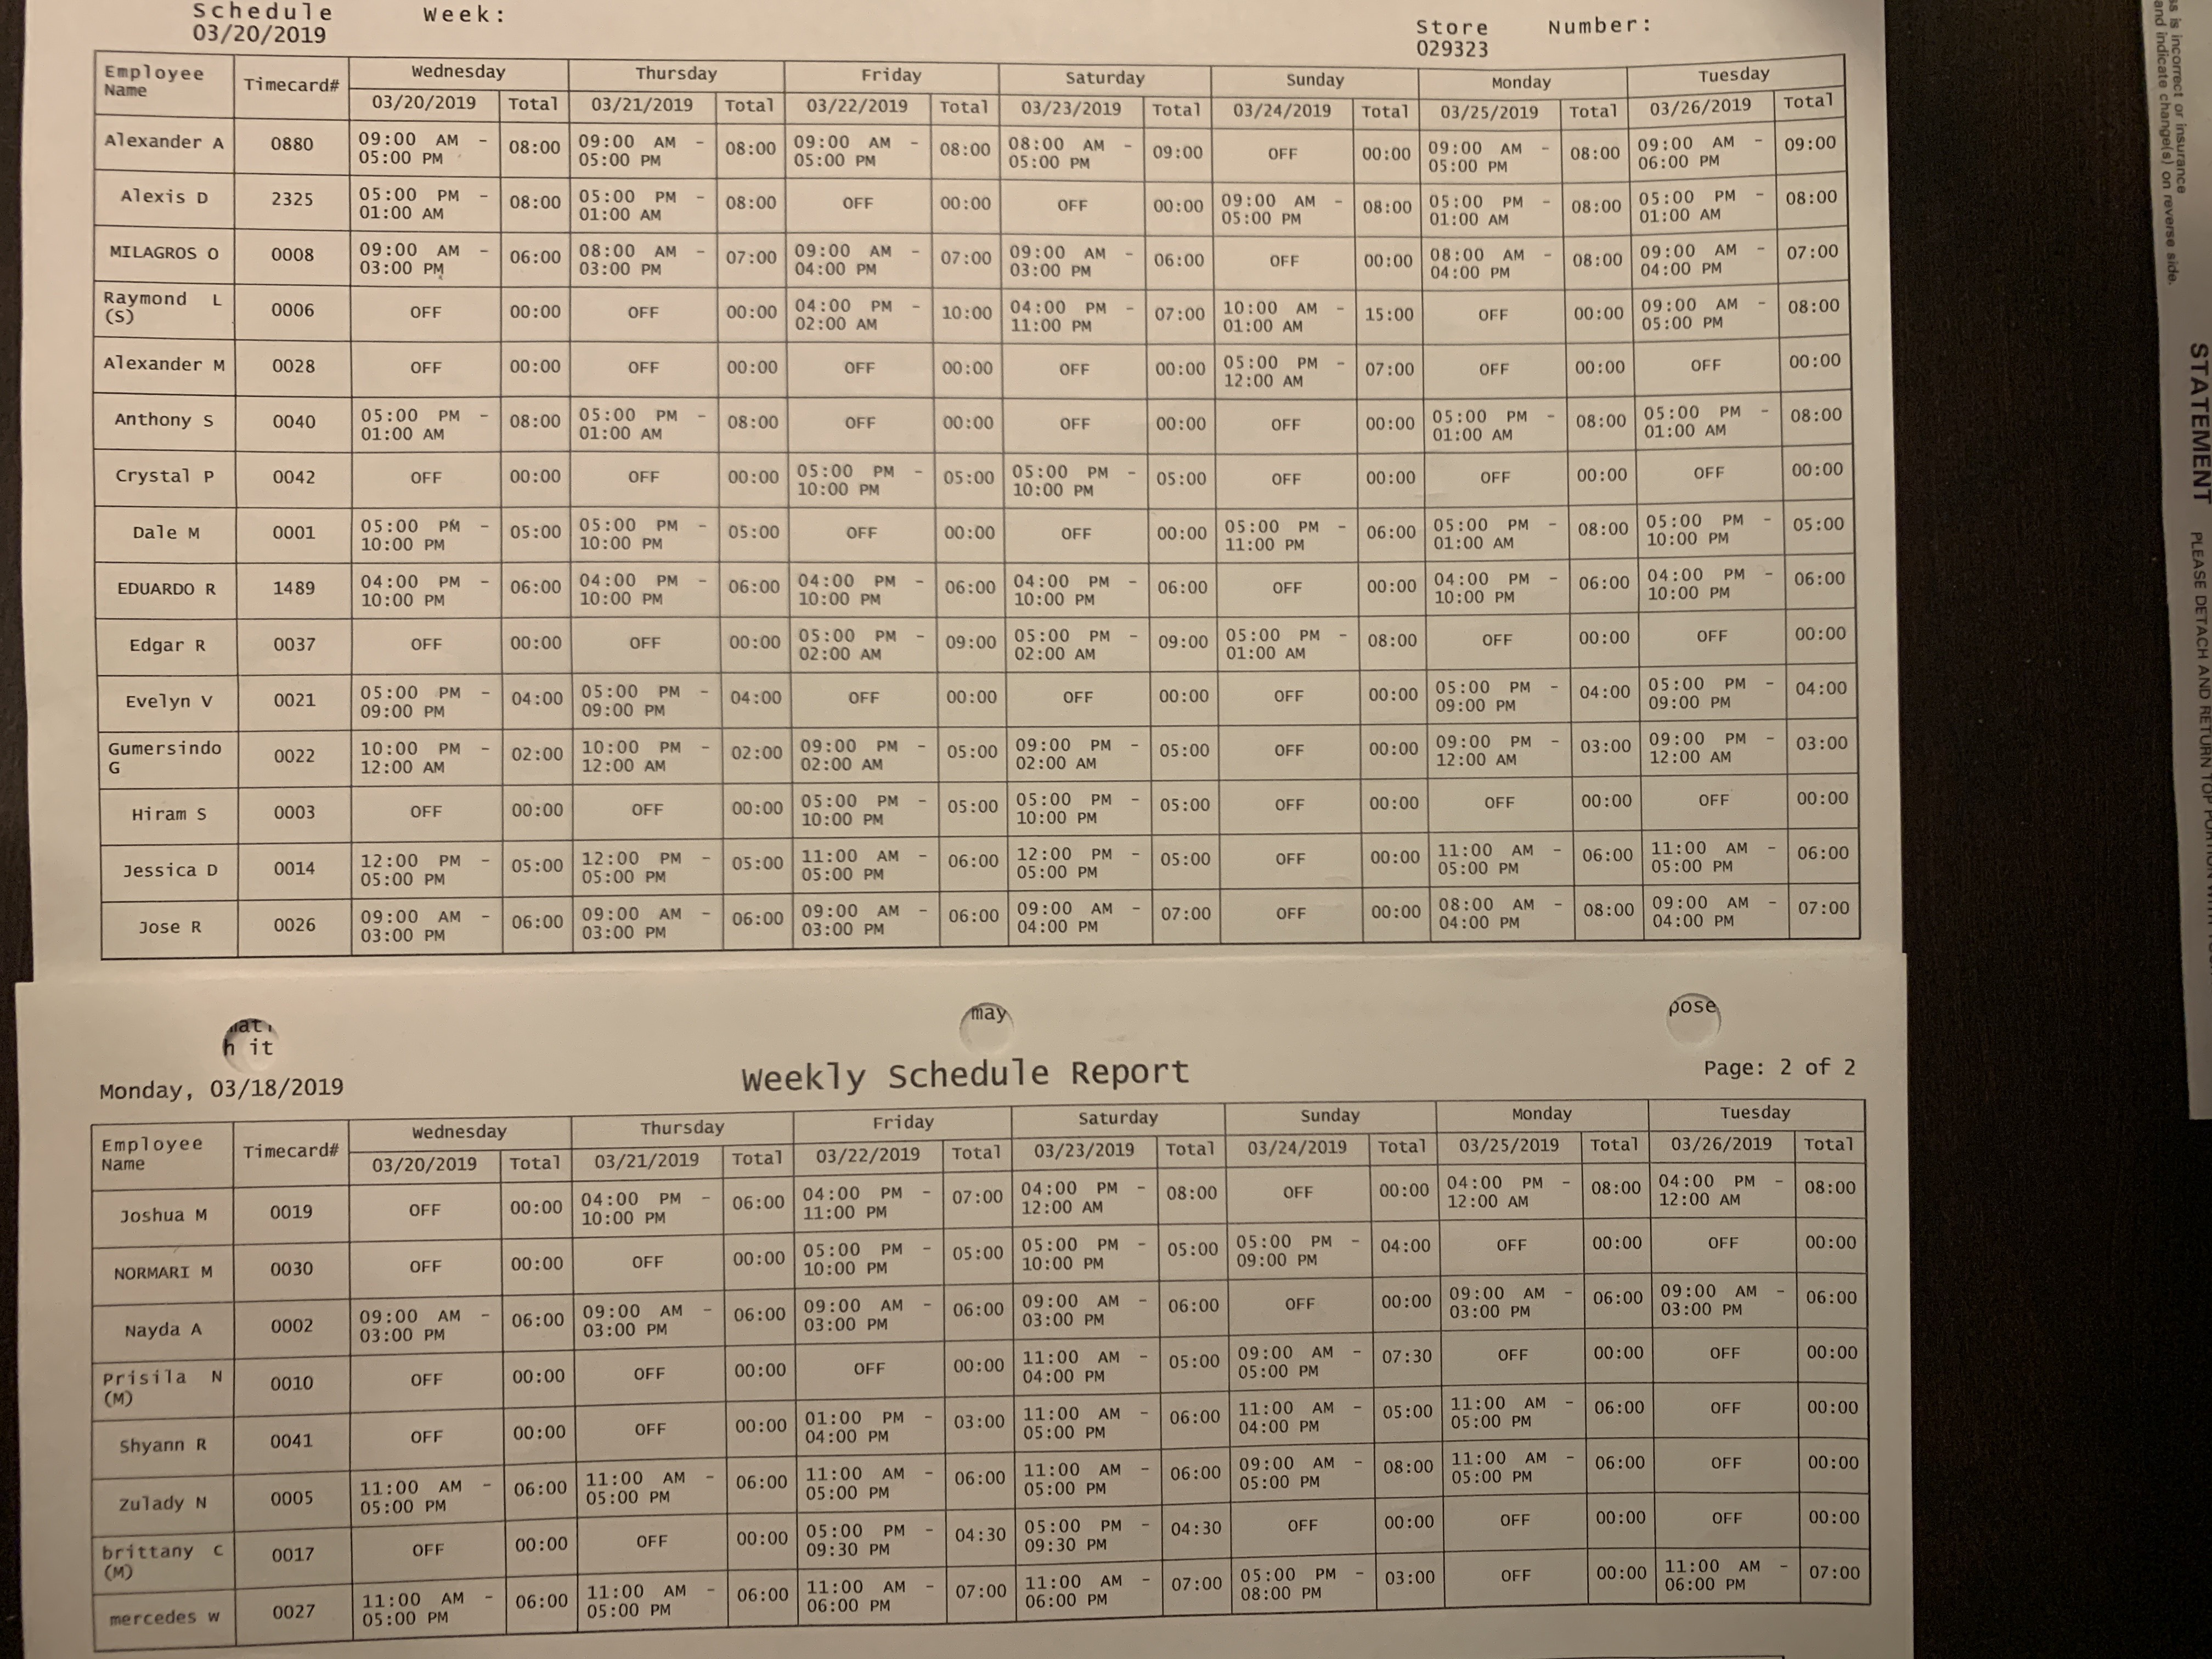 Schedule Week:
03/20/2019
Store Number:
029323
Employee Name Timecard# Wednesday Thursday Friday Saturday Sunday Monday Tuesday
03/20/2019 Total 03/21/2019 Total 03/22/2019 Total 03/23/2019 Total 03/24/2019 Total 03/25/2019 Total 03/26/2019 Total
Alexander A 0880 09:00 AM - 05:00 PM 08:00 09:00 AM - 05:00 PM 08:00 09:00 AM - 05:00 PM 08:00 08:00 AM - 05:00 PM 09:00 OFF 00:00 09:00 AM - 05:00 PM 08:00 09:00 AM - 06:00 PM 09:00
Alexis D 2325 05:00 PM - 01:00 AM 08:00 05:00 PM - 01:00 AM 08:00 OFF 00:00 OFF 00:00 09:00 AM - 05:00 PM 08:00 05:00 PM - 01:00 AM 08:00 05:00 PM - 01:00 AM 08:00
MILAGROS O 0008 09:00 AM - 03:00 PM 06:00 08:00 AM - 03:00 PM 07:00 09:00 AM - 04:00 PM 07:00 09:00 AM - 03:00 PM 06:00 OFF 00:00 08:00 AM - 04:00 PM 08:00 09:00 AM - 04:00 PM 07:00
Raymond L (S) 0006 OFF 00:00 OFF 00:00 04:00 PM - 02:00 AM 10:00 04:00 PM - 11:00 PM 07:00 10:00 AM - 01:00 AM 15:00 OFF 00:00 09:00 AM - 05:00 PM 08:00
Alexander M 0028 OFF 00:00 OFF 00:00 OFF 00:00 OFF 00:00 05:00 PM - 12:00 AM 07:00 OFF 00:00 OFF 00:00
Anthony S 0040 05:00 PM - 01:00 AM 08:00 05:00 PM - 01:00 AM 08:00 OFF 00:00 OFF 00:00 OFF 00:00 05:00 PM - 01:00 AM 08:00 05:00 PM - 01:00 AM 08:00
Crystal P 0042 OFF 00:00 OFF 00:00 05:00 PM - 10:00 PM 05:00 05:00 PM - 10:00 PM 05:00 OFF 00:00 OFF 00:00 OFF 00:00
Dale M 0001 05:00 PM - 10:00 PM 05:00 05:00 PM - 10:00 PM 05:00 OFF 00:00 OFF 00:00 05:00 PM - 11:00 PM 06:00 05:00 PM - 01:00 AM 08:00 05:00 PM - 10:00 PM 05:00
EDUARDO R 1489 04:00 PM - 10:00 PM 06:00 04:00 PM - 10:00 PM 06:00 04:00 PM - 10:00 PM 06:00 04:00 PM - 10:00 PM 06:00 OFF 00:00 04:00 PM - 10:00 PM 06:00 04:00 PM - 10:00 PM 06:00
Edgar R 0037 OFF 00:00 OFF 00:00 05:00 PM - 02:00 AM 09:00 05:00 PM - 02:00 AM 09:00 05:00 PM - 01:00 AM 08:00 OFF 00:00 OFF 00:00
Evelyn V 0021 05:00 PM - 09:00 PM 04:00 05:00 PM - 09:00 PM 04:00 OFF 00:00 OFF 00:00 OFF 00:00 05:00 PM - 09:00 PM 04:00 05:00 PM - 09:00 PM 04:00
Gumersindo G 0022 10:00 PM - 12:00 AM 02:00 10:00 PM - 12:00 AM 02:00 09:00 PM - 02:00 AM 05:00 09:00 PM - 02:00 AM 05:00 OFF 00:00 09:00 PM - 12:00 AM 03:00 09:00 PM - 12:00 AM 03:00
Hiram S 0003 OFF 00:00 OFF 00:00 05:00 PM - 10:00 PM 05:00 05:00 PM - 10:00 PM 05:00 OFF 00:00 OFF 00:00 OFF 00:00
Jessica D 0014 12:00 PM - 05:00 PM 05:00 12:00 PM - 05:00 PM 05:00 11:00 AM - 05:00 PM 06:00 12:00 PM - 05:00 PM 05:00 OFF 00:00 11:00 AM - 05:00 PM 06:00 11:00 AM - 05:00 PM 06:00
Jose R 0026 09:00 AM - 03:00 PM 06:00 09:00 AM - 03:00 PM 06:00 09:00 AM - 03:00 PM 06:00 09:00 AM - 04:00 PM 07:00 OFF 00:00 08:00 AM - 04:00 PM 08:00 09:00 AM - 04:00 PM 07:00
h it
may
pose
Monday, 03/18/2019
Weekly Schedule Report
Page: 2 of 2
Employee Name Timecard# Wednesday Thursday Friday Saturday Sunday Monday Tuesday
03/20/2019 Total 03/21/2019 Total 03/22/2019 Total 03/23/2019 Total 03/24/2019 Total 03/25/2019 Total 03/26/2019 Total
Joshua M 0019 OFF 00:00 04:00 PM - 10:00 PM 06:00 04:00 PM - 11:00 PM 07:00 04:00 PM - 12:00 AM 08:00 OFF 00:00 04:00 PM - 12:00 AM 08:00 04:00 PM - 12:00 AM 08:00
NORMARI M 0030 OFF 00:00 OFF 00:00 05:00 PM - 10:00 PM 05:00 05:00 PM - 10:00 PM 05:00 05:00 PM - 09:00 PM 04:00 OFF 00:00 OFF 00:00
Nayda A 0002 09:00 AM - 03:00 PM 06:00 09:00 AM - 03:00 PM 06:00 09:00 AM - 03:00 PM 06:00 09:00 AM - 03:00 PM 06:00 OFF 00:00 09:00 AM - 03:00 PM 06:00 09:00 AM - 03:00 PM 06:00
Prisila N (M) 0010 OFF 00:00 OFF 00:00 OFF 00:00 11:00 AM - 04:00 PM 05:00 09:00 AM - 05:00 PM 07:30 OFF 00:00 OFF 00:00
Shyann R 0041 OFF 00:00 OFF 00:00 01:00 PM - 04:00 PM 03:00 11:00 AM - 05:00 PM 06:00 11:00 AM - 04:00 PM 05:00 11:00 AM - 05:00 PM 06:00 OFF 00:00
Zulady N 0005 11:00 AM - 05:00 PM 06:00 11:00 AM - 05:00 PM 06:00 11:00 AM - 05:00 PM 06:00 11:00 AM - 05:00 PM 06:00 09:00 AM - 05:00 PM 08:00 11:00 AM - 05:00 PM 06:00 OFF 00:00
brittany C (M) 0017 OFF 00:00 OFF 00:00 05:00 PM - 09:30 PM 04:30 05:00 PM - 09:30 PM 04:30 OFF 00:00 OFF 00:00 OFF 00:00
mercedes W 0027 11:00 AM - 05:00 PM 06:00 11:00 AM - 05:00 PM 06:00 11:00 AM - 06:00 PM 07:00 11:00 AM - 06:00 PM 07:00 05:00 PM - 08:00 PM 03:00 OFF 00:00 11:00 AM - 06:00 PM 07:00
is incorrect or insurance
and indicate change(s) on reverse side.
STATEMENT PLEASE DETACH AND RETURN TOP PORTION